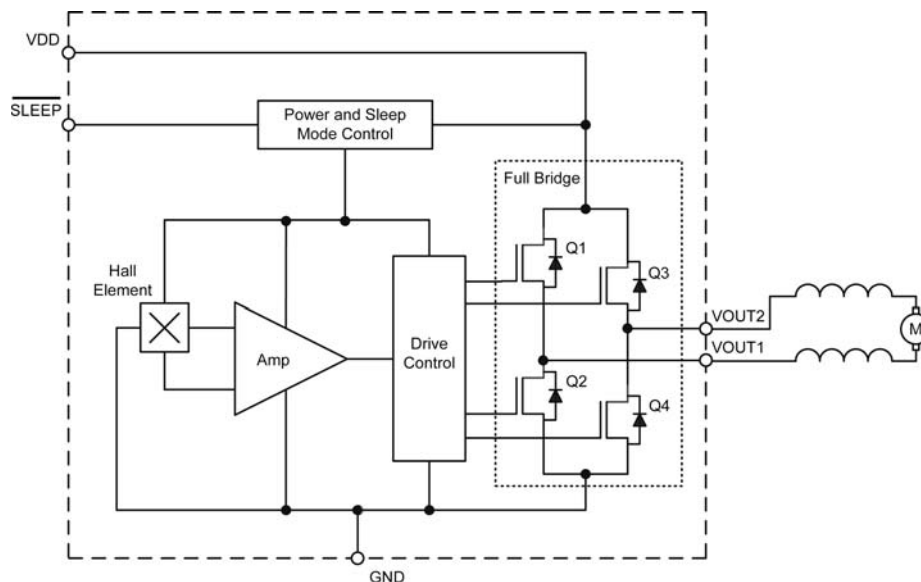 VDD
SLEEP
Power and Sleep
Mode Control
Full Bridge
Q1
Q3
Hall
Element
VOUT2
M
VOUT1
Amp
Drive
Control
Q2
Q4
GND